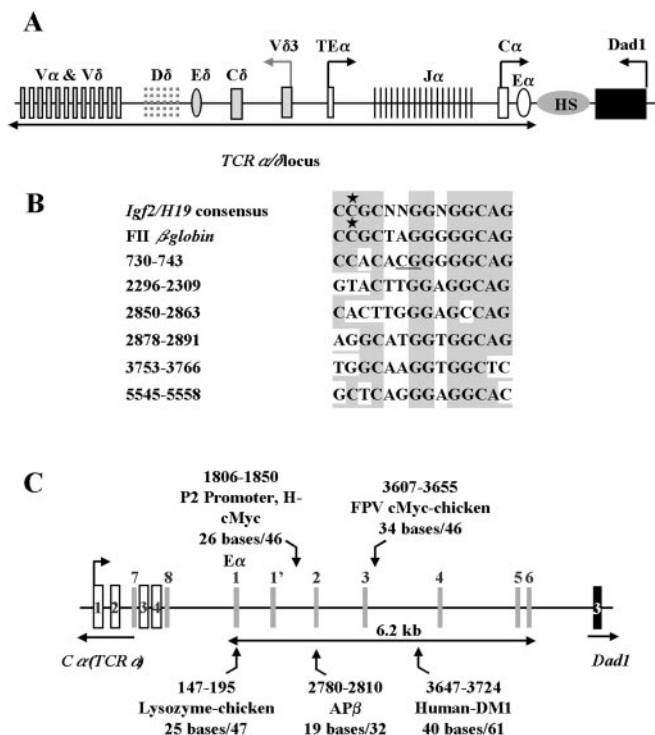 A
Vα & Vδ Dδ Eδ Cδ Vδ3 TEα Jα Cα Eα HS Dad1
TCR α/δlocus
B
Igf2/H19 consensus CCGCNNGGNGGCAG
FII β-globin CCGCTAGGGGGCAG
730-743 CCACACGGGGGCAG
2296-2309 GTACTTGGAGGCAG
2850-2863 CACTTGGGAGCCAG
2878-2891 AGGCATGGTGGCAG
3753-3766 TGGCAAGGTGGCTC
5545-5558 GCTCAGGGAGGCAC
C
1806-1850
P2 Promoter, H-
cMyc
26 bases/46
3607-3655
FPV cMyc-chicken
34 bases/46
Eα
7 8 1 1' 2 3 4 5 6
1 2 3 4 3
6.2 kb
C α(TCR α)
Dad1
147-195
Lysozyme-chicken
25 bases/47
2780-2810
APβ
19 bases/32
3647-3724
Human-DM1
40 bases/61